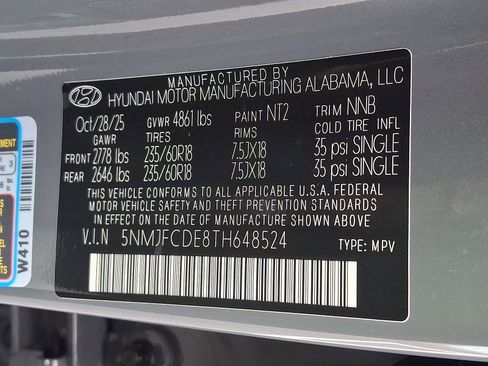 MANUFACTURED BY
HYUNDAI MOTOR MANUFACTURING ALABAMA, LLC
Oct/28/25 GVWR 4861 lbs PAINT NT2 TRIM NNB
GAWR TIRES RIMS COLD TIRE INFL
FRONT 2778 lbs 235/60R18 7.5JX18 35 psi SINGLE
REAR 2646 lbs 235/60R18 7.5JX18 35 psi SINGLE
THIS VEHICLE CONFORMS TO ALL APPLICABLE U.S.A. FEDERAL
MOTOR VEHICLE SAFETY AND THEFT PREVENTION STANDARDS
IN EFFECT ON THE DATE OF MANUFACTURE SHOWN ABOVE
V.I.N 5NMJFCDE8TH648524 TYPE: MPV
W410